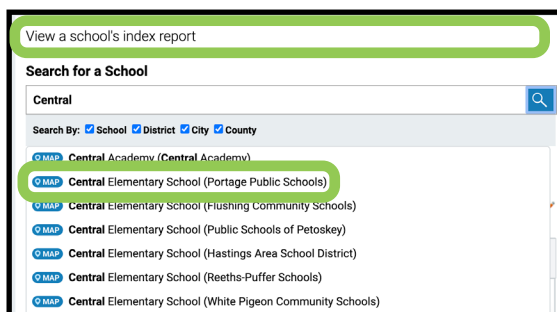 View a school's index report
Search for a School
Central
Search By: School District City County
MAP Central Academy (Central Academy)
MAP Central Elementary School (Portage Public Schools)
MAP Central Elementary School (Flushing Community Schools)
MAP Central Elementary School (Public Schools of Petoskey)
MAP Central Elementary School (Hastings Area School District)
MAP Central Elementary School (Reeths-Puffer Schools)
MAP Central Elementary School (White Pigeon Community Schools)